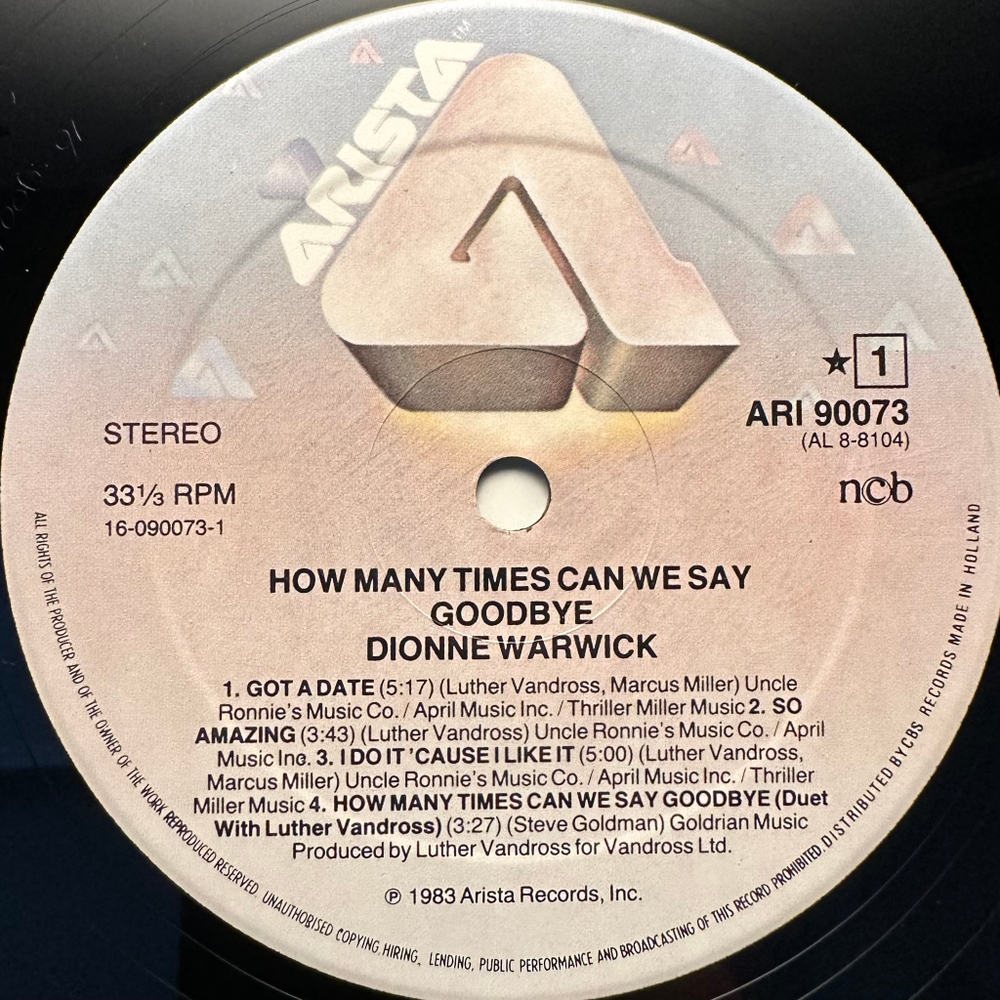 ARISTA™
★ 1
ARI 90073
(AL 8-8104)
STEREO
ncb
33⅓ RPM
16-090073-1
HOW MANY TIMES CAN WE SAY
GOODBYE
DIONNE WARWICK
1. GOT A DATE (5:17) (Luther Vandross, Marcus Miller) Uncle
Ronnie's Music Co. / April Music Inc. / Thriller Miller Music 2. SO
AMAZING (3:43) (Luther Vandross) Uncle Ronnie's Music Co. / April
Music Inc. 3. I DO IT 'CAUSE I LIKE IT (5:00) (Luther Vandross,
Marcus Miller) Uncle Ronnie's Music Co. / April Music Inc. / Thriller
Miller Music 4. HOW MANY TIMES CAN WE SAY GOODBYE (Duet
With Luther Vandross) (3:27) (Steve Goldman) Goldrian Music
Produced by Luther Vandross for Vandross Ltd.
℗ 1983 Arista Records, Inc.
ALL RIGHTS OF THE PRODUCER AND OF THE OWNER OF THE WORK REPRODUCED RESERVED. UNAUTHORISED COPYING, HIRING, LENDING, PUBLIC PERFORMANCE AND BROADCASTING OF THIS RECORD PROHIBITED. DISTRIBUTED BY CBS RECORDS MADE IN HOLLAND